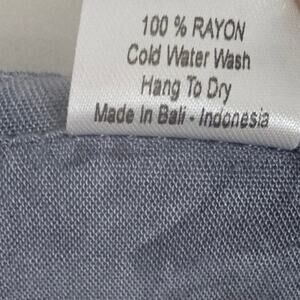 100 % RAYON
Cold Water Wash
Hang To Dry
Made In Bali - Indonesia